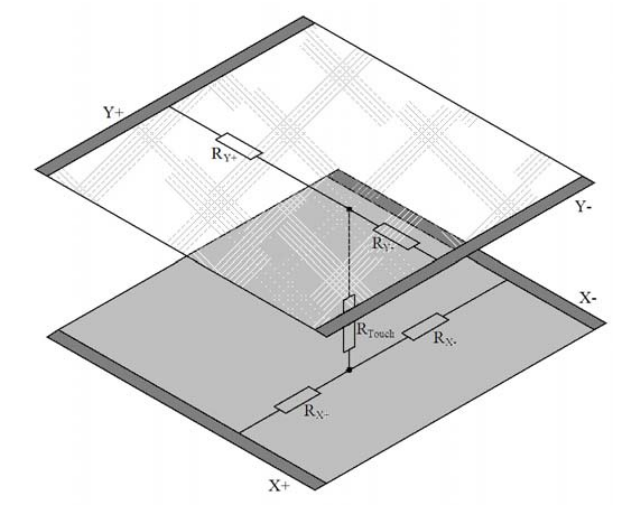 Y+
RY+
Y-
RY-
X-
RTouch
RX-
RX-
X+